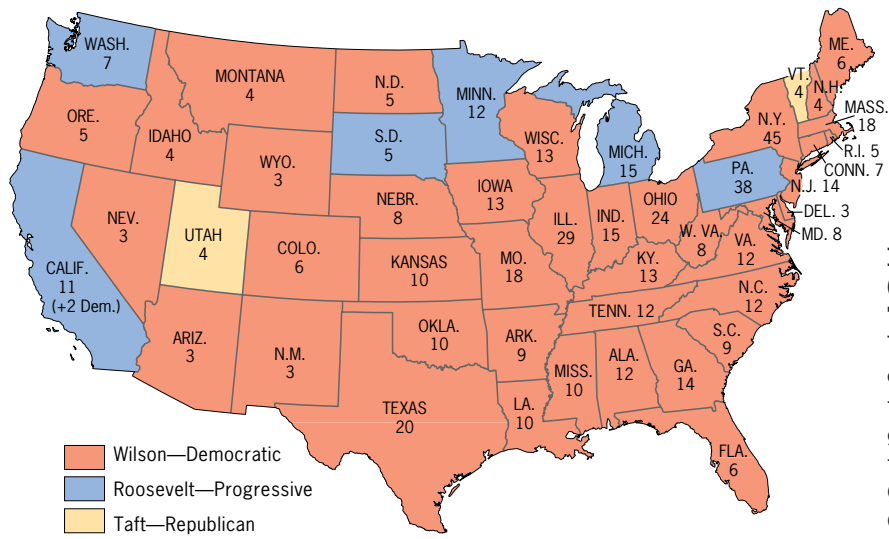 WASH.
7
ORE.
5
CALIF.
11
(+2 Dem.)
NEV.
3
IDAHO
4
MONTANA
4
WYO.
3
UTAH
4
ARIZ.
3
COLO.
6
N.M.
3
N.D.
5
S.D.
5
NEBR.
8
KANSAS
10
OKLA.
10
TEXAS
20
MINN.
12
IOWA
13
MO.
18
ARK.
9
LA.
10
WISC.
13
ILL.
29
MICH.
15
IND.
15
OHIO
24
KY.
13
TENN. 12
MISS.
10
ALA.
12
GA.
14
FLA.
6
S.C.
9
N.C.
12
VA.
12
W. VA.
8
PA.
38
N.Y.
45
VT.
4
N.H.
4
ME.
6
MASS.
18
R.I. 5
CONN. 7
N.J. 14
DEL. 3
MD. 8
Wilson—Democratic
Roosevelt—Progressive
Taft—Republican